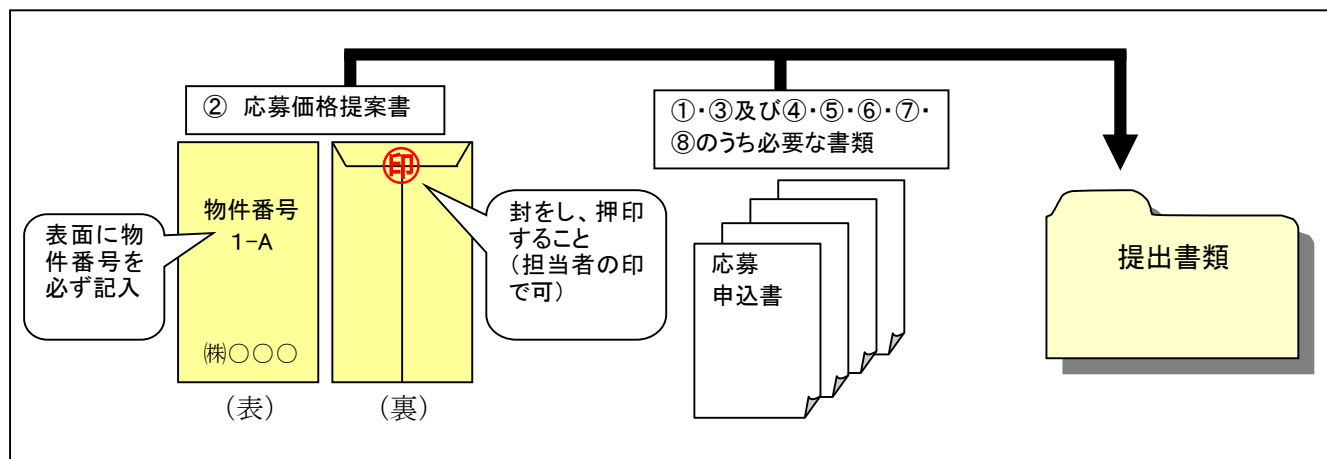 ② 応募価格提案書
①・③及び④・⑤・⑥・⑦・
⑧のうち必要な書類
表面に物
件番号を
必ず記入
物件番号
1-A
㈱○○○
(表)
印
(裏)
封をし、押印
すること
(担当者の印
で可)
応募
申込書
提出書類